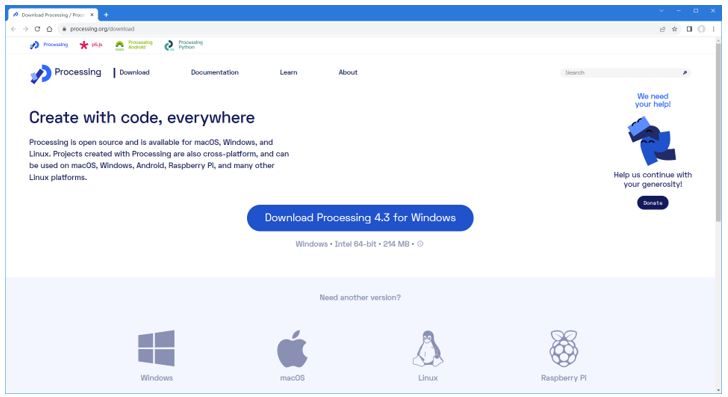 Download Processing / Proce
processing.org/download
Processing
p5.js
Processing
Android
Processing
Python
Processing
Download
Documentation
Learn
About
Search
Create with code, everywhere
Processing is open source and is available for macOS, Windows, and
Linux. Projects created with Processing are also cross-platform, and can
be used on macOS, Windows, Android, Raspberry Pi, and many other
Linux platforms.
We need
your help!
Help us continue with
your generosity!
Donate
Download Processing 4.3 for Windows
Windows • Intel 64-bit • 214 MB •
Need another version?
Windows
macOS
Linux
Raspberry Pi